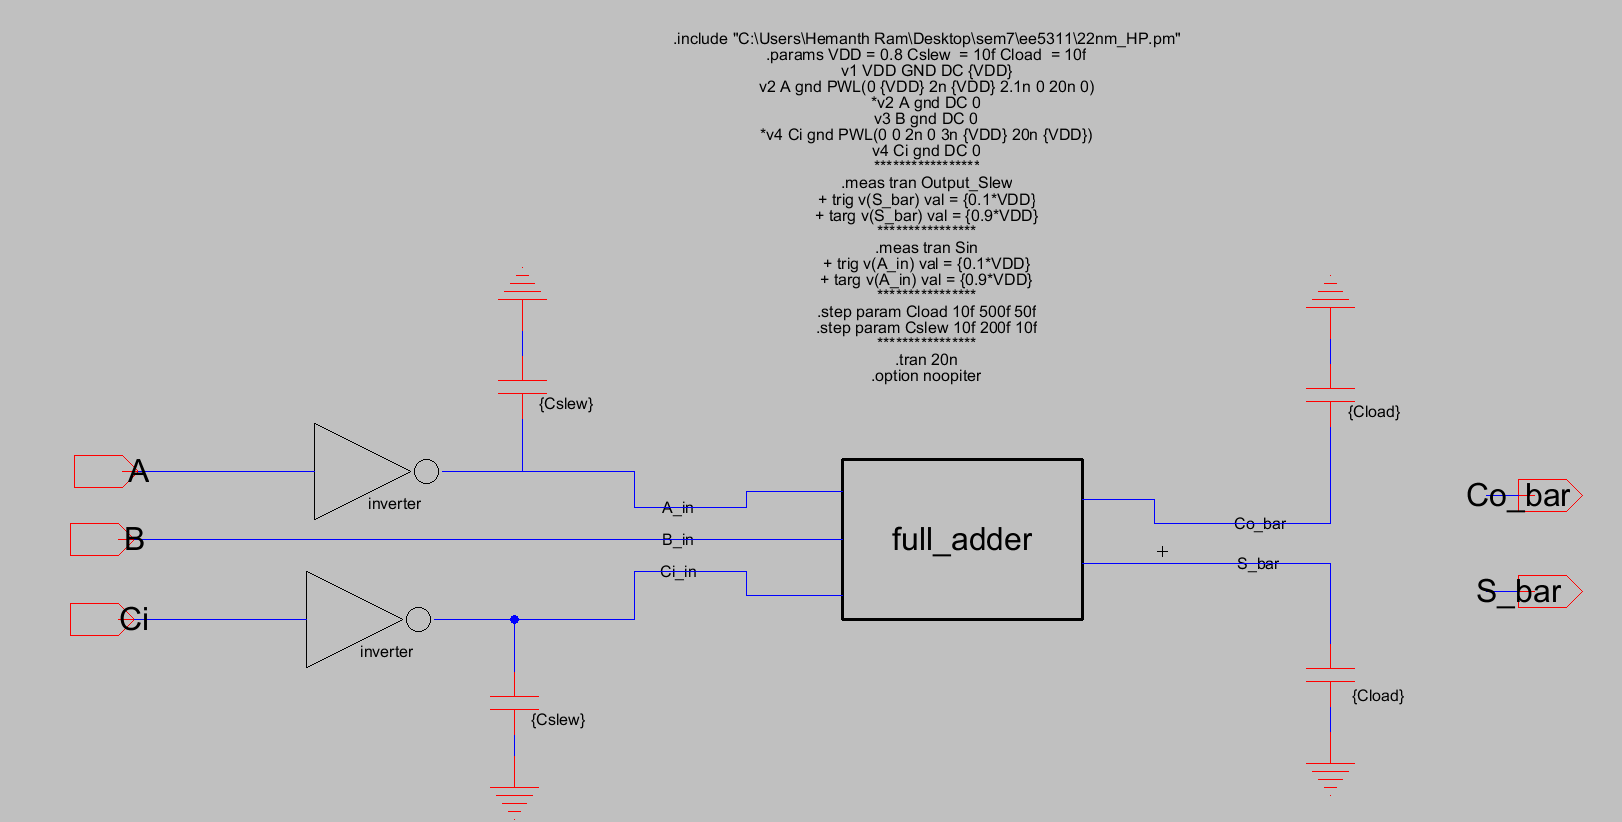 .include "C:\Users\Hemanth Ram\Desktop\sem7\ee5311\22nm_HP.pm"
.params VDD = 0.8 Cslew = 10f Cload = 10f
v1 VDD GND DC {VDD}
v2 A gnd PWL(0 {VDD} 2n {VDD} 2.1n 0 20n 0)
*v2 A gnd DC 0
v3 B gnd DC 0
*v4 Ci gnd PWL(0 0 2n 0 3n {VDD} 20n {VDD})
v4 Ci gnd DC 0
*****************
.meas tran Output_Slew
+ trig v(S_bar) val = {0.1*VDD}
+ targ v(S_bar) val = {0.9*VDD}
****************
.meas tran Sin
+ trig v(A_in) val = {0.1*VDD}
+ targ v(A_in) val = {0.9*VDD}
****************
.step param Cload 10f 500f 50f
.step param Cslew 10f 200f 10f
****************
.tran 20n
.option noopiter
{Cslew}
{Cload}
A
inverter
A_in
B
B_in
Ci
Ci_in
inverter
{Cslew}
full_adder
Co_bar
S_bar
{Cload}
Co_bar
S_bar